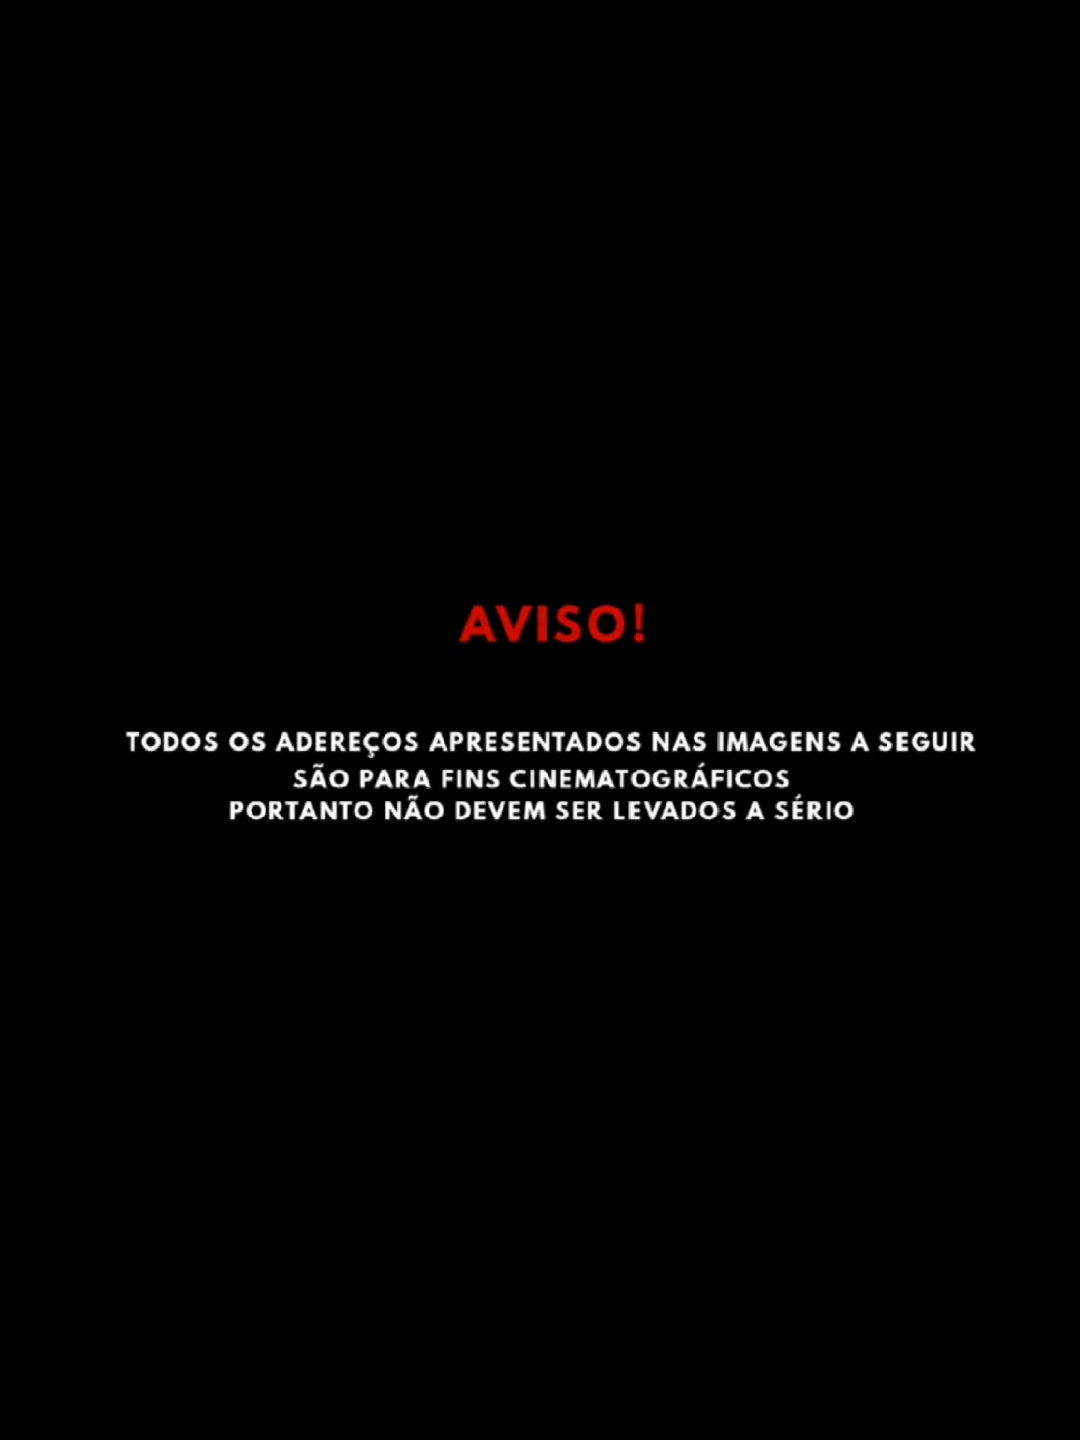 AVISO!
TODOS OS ADEREÇOS APRESENTADOS NAS IMAGENS A SEGUIR
SÃO PARA FINS CINEMATOGRÁFICOS
PORTANTO NÃO DEVEM SER LEVADOS A SÉRIO